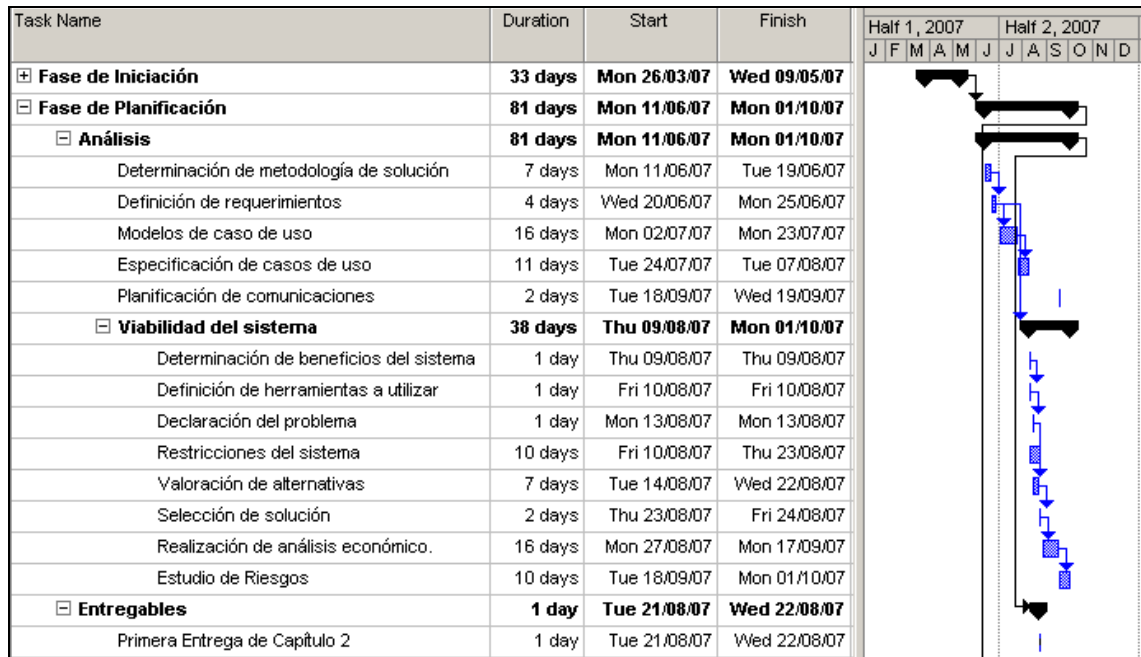 Task Name Duration Start Finish Half 1, 2007 Half 2, 2007
J F M A M J J A S O N D
Fase de Iniciación 33 days Mon 26/03/07 Wed 09/05/07
Fase de Planificación 81 days Mon 11/06/07 Mon 01/10/07
Análisis 81 days Mon 11/06/07 Mon 01/10/07
Determinación de metodología de solución 7 days Mon 11/06/07 Tue 19/06/07
Definición de requerimientos 4 days Wed 20/06/07 Mon 25/06/07
Modelos de caso de uso 16 days Mon 02/07/07 Mon 23/07/07
Especificación de casos de uso 11 days Tue 24/07/07 Tue 07/08/07
Planificación de comunicaciones 2 days Tue 18/09/07 Wed 19/09/07
Viabilidad del sistema 38 days Thu 09/08/07 Mon 01/10/07
Determinación de beneficios del sistema 1 day Thu 09/08/07 Thu 09/08/07
Definición de herramientas a utilizar 1 day Fri 10/08/07 Fri 10/08/07
Declaración del problema 1 day Mon 13/08/07 Mon 13/08/07
Restricciones del sistema 10 days Fri 10/08/07 Thu 23/08/07
Valoración de alternativas 7 days Tue 14/08/07 Wed 22/08/07
Selección de solución 2 days Thu 23/08/07 Fri 24/08/07
Realización de análisis económico. 16 days Mon 27/08/07 Mon 17/09/07
Estudio de Riesgos 10 days Tue 18/09/07 Mon 01/10/07
Entregables 1 day Tue 21/08/07 Wed 22/08/07
Primera Entrega de Capítulo 2 1 day Tue 21/08/07 Wed 22/08/07